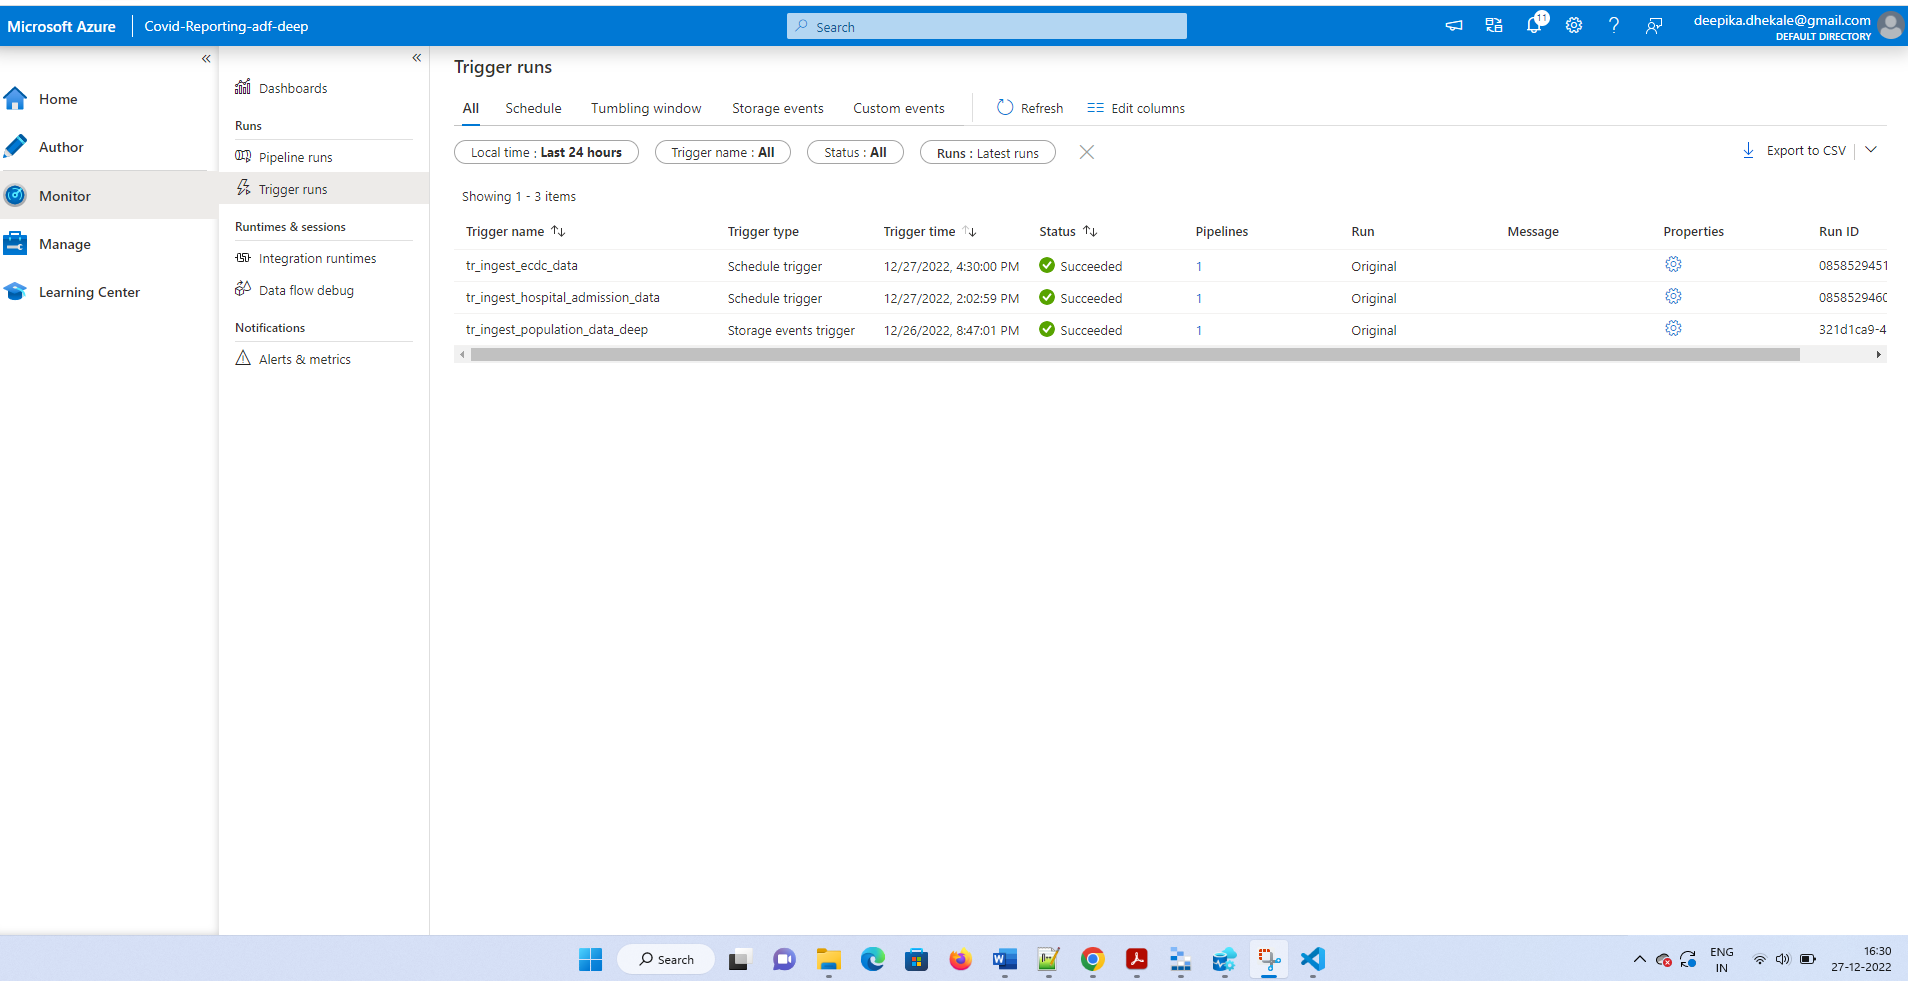 Microsoft Azure Covid-Reporting-adf-deep Search 11 deepika.dhekale@gmail.com
DEFAULT DIRECTORY
Home
Author
Monitor
Manage
Learning Center
Dashboards
Runs
Pipeline runs
Trigger runs
Runtimes & sessions
Integration runtimes
Data flow debug
Notifications
Alerts & metrics
Trigger runs
All Schedule Tumbling window Storage events Custom events Refresh Edit columns
Local time : Last 24 hours Trigger name : All Status : All Runs : Latest runs Export to CSV
Showing 1 - 3 items
Trigger name Trigger type Trigger time Status Pipelines Run Message Properties Run ID
tr_ingest_ecdc_data Schedule trigger 12/27/2022, 4:30:00 PM Succeeded 1 Original 0858529451
tr_ingest_hospital_admission_data Schedule trigger 12/27/2022, 2:02:59 PM Succeeded 1 Original 0858529460
tr_ingest_population_data_deep Storage events trigger 12/26/2022, 8:47:01 PM Succeeded 1 Original 321d1ca9-4
Search
ENG
IN
16:30
27-12-2022